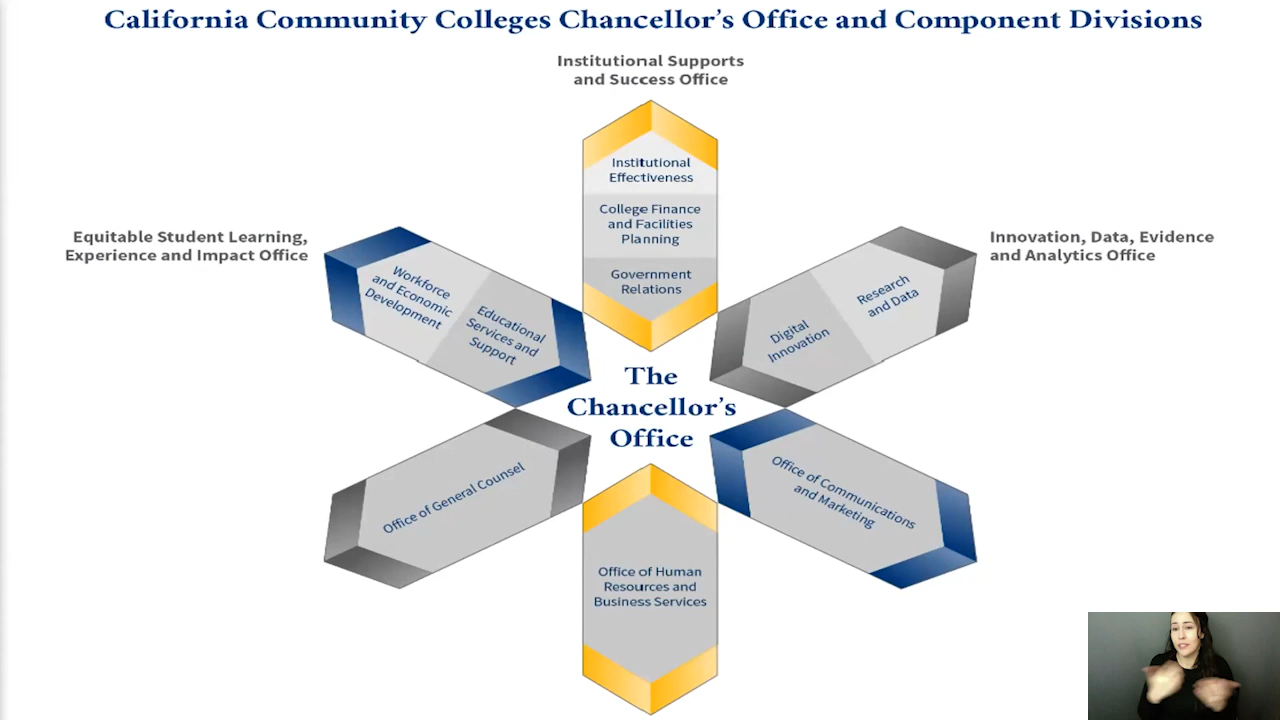 California Community Colleges Chancellor's Office and Component Divisions
Institutional Supports
and Success Office
Institutional
Effectiveness
College Finance
and Facilities
Planning
Government
Relations
Equitable Student Learning,
Experience and Impact Office
Workforce
and Economic
Development
Educational
Services and
Support
Innovation, Data, Evidence
and Analytics Office
Research
and Data
Digital
Innovation
The
Chancellor's
Office
Office of General Counsel
Office of Communications
and Marketing
Office of Human
Resources and
Business Services